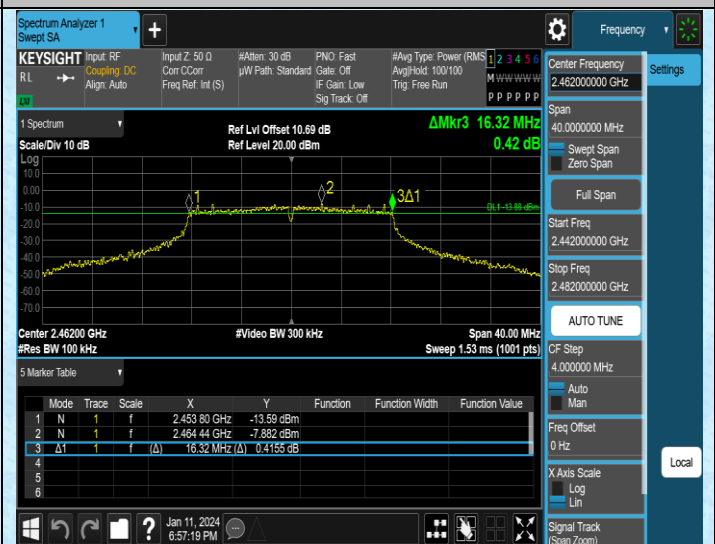 Spectrum Analyzer 1
Swept SA
Frequency
KEYSIGHT
RL
Input: RF
Coupling: DC
Align: Auto
Input Z: 50 Ω
Corr CCorr
Freq Ref: Int (S)
#Atten: 30 dB
µW Path: Standard
PNO: Fast
Gate: Off
IF Gain: Low
Sig Track: Off
#Avg Type: Power (RMS
Avg|Hold: 100/100
Trig: Free Run
1 2 3 4 5 6
M W W W W W
P P P P P P
LXI
1 Spectrum
Scale/Div 10 dB
Ref Lvl Offset 10.69 dB
Ref Level 20.00 dBm
ΔMkr3 16.32 MHz
0.42 dB
Log
10.0
0.00
-10.0
-20.0
-30.0
-40.0
-50.0
-60.0
-70.0
1
2
3Δ1
DL1 -13.88 dBm
Center 2.46200 GHz
#Video BW 300 kHz
Span 40.00 MHz
#Res BW 100 kHz
Sweep 1.53 ms (1001 pts)
5 Marker Table
Mode Trace Scale X Y Function Function Width Function Value
1 N 1 f 2.453 80 GHz -13.59 dBm
2 N 1 f 2.464 44 GHz -7.882 dBm
3 Δ1 1 f (Δ) 16.32 MHz (Δ) 0.4155 dB
4
5
6
Jan 11, 2024
6:57:19 PM
Center Frequency
2.462000000 GHz
Settings
Span
40.0000000 MHz
Swept Span
Zero Span
Full Span
Start Freq
2.442000000 GHz
Stop Freq
2.482000000 GHz
AUTO TUNE
CF Step
4.000000 MHz
Auto
Man
Freq Offset
0 Hz
X Axis Scale
Log
Lin
Local
Signal Track
(Span Zoom)